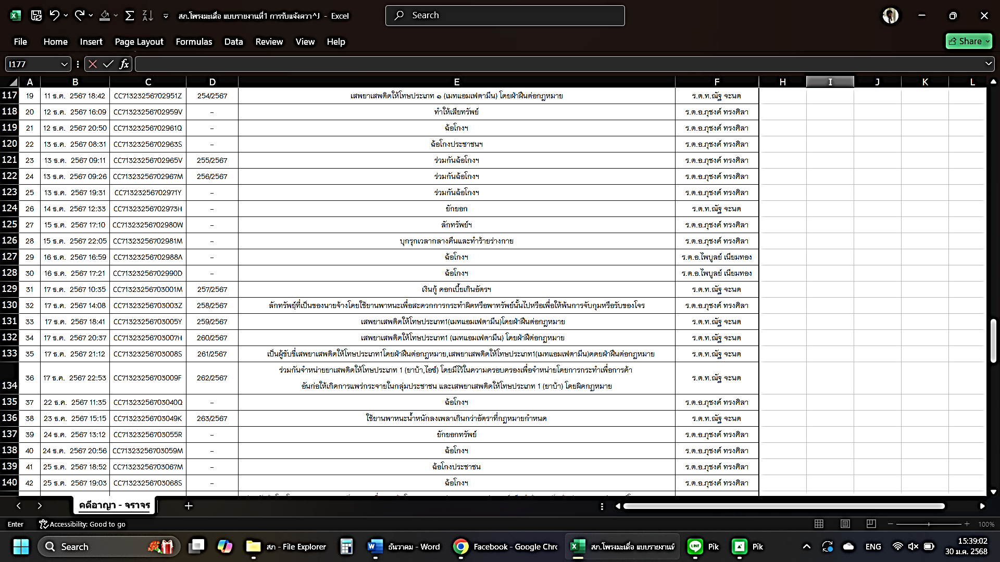 สภ.โพรงมะเดื่อ แบบรายงานที่1 การรับแจ้งควา^J - Excel
Search
File Home Insert Page Layout Formulas Data Review View Help
Share
I177
fx
A B C D E F H I J K L
117 19 11 ธ.ค. 2567 18:42 CC71323256702951Z 254/2567 เสพยาเสพติดให้โทษประเภท ๑ (เมทแอมเฟตามีน) โดยฝ่าฝืนต่อกฎหมาย ร.ต.ท.ณัฐ จะนต
118 20 12 ธ.ค. 2567 16:09 CC71323256702959V - ทำให้เสียทรัพย์ ร.ต.อ.ภุชงค์ ทรงศิลา
119 21 12 ธ.ค. 2567 20:50 CC71323256702961Q - ฉ้อโกงฯ ร.ต.อ.ภุชงค์ ทรงศิลา
120 22 13 ธ.ค. 2567 08:31 CC71323256702963S - ฉ้อโกงประชาชนฯ ร.ต.อ.ภุชงค์ ทรงศิลา
121 23 13 ธ.ค. 2567 09:11 CC71323256702965V 255/2567 ร่วมกันฉ้อโกงฯ ร.ต.อ.ภุชงค์ ทรงศิลา
122 24 13 ธ.ค. 2567 09:26 CC71323256702967M 256/2567 ร่วมกันฉ้อโกงฯ ร.ต.อ.ภุชงค์ ทรงศิลา
123 25 13 ธ.ค. 2567 19:31 CC71323256702971Y - ร่วมกันฉ้อโกงฯ ร.ต.อ.ภุชงค์ ทรงศิลา
124 26 14 ธ.ค. 2567 12:33 CC71323256702973H - ยักยอก ร.ต.ท.ณัฐ จะนต
125 27 15 ธ.ค. 2567 17:10 CC71323256702980W - ลักทรัพย์ฯ ร.ต.อ.ภุชงค์ ทรงศิลา
126 28 15 ธ.ค. 2567 22:05 CC71323256702981M - บุกรุกเวลากลางคืนและทำร้ายร่างกาย ร.ต.อ.ภุชงค์ ทรงศิลา
127 29 16 ธ.ค. 2567 16:59 CC71323256702988A - ฉ้อโกงฯ ร.ต.อ.ไพบูลย์ เนียมทอง
128 30 16 ธ.ค. 2567 17:21 CC71323256702990D - ฉ้อโกงฯ ร.ต.อ.ไพบูลย์ เนียมทอง
129 31 17 ธ.ค. 2567 10:35 CC71323256703001M 257/2567 เงินกู้ ดอกเบี้ยเกินอัตรฯ ร.ต.ท.ณัฐ จะนต
130 32 17 ธ.ค. 2567 14:08 CC71323256703003Z 258/2567 ลักทรัพย์ุที่เป็นของนายจ้างโดยใช้ยานพาหนะเพื่อสะดวกการกระทำผิดหรือพาทรัพย์นั้นไปหรือเพื่อให้พ้นการจับกุมหรือรับของโจร ร.ต.อ.ภุชงค์ ทรงศิลา
131 33 17 ธ.ค. 2567 18:41 CC71323256703005Y 259/2567 เสพยาเสพติดให้โทษประเภท1(เมทแอมเฟตามีน)โดยฝ่าฝืนต่อกฎหมาย ร.ต.ท.ณัฐ จะนต
132 34 17 ธ.ค. 2567 20:37 CC71323256703007H 260/2567 เสพยาเสพติดให้โทษประเภท1 (เมทแอมเฟตามีน) โดยฝ่าฝืต่อกฎหมาย ร.ต.ท.ณัฐ จะนต
133 35 17 ธ.ค. 2567 21:12 CC71323256703008S 261/2567 เป็นผู้ขับขี่เสพยาเสพติดให้โทษประเภท1โดยฝ่าฝืนต่อกฎหมาย,เสพยาเสพติดให้โทษประเภท1(เมทแอมเฟตามีน)ดดยฝ่าฝืนต่อกฎหมาย ร.ต.ท.ณัฐ จะนต
134 36 17 ธ.ค. 2567 22:53 CC71323256703009F 262/2567 ร่วมกันจำหน่ายยาเสพติดให้โทษประเภท 1 (ยาบ้า,ไอซ์) โดยมีไว้ในความครอบครองเพื่อจำหน่ายโดยการกระทำเพื่อการค้า
อันก่อให้เกิดการแพร่กระจายในกลุ่มประชาชน และเสพยาเสพติดให้โทษประเภท 1 (ยาบ้า) โดยผิดกฎหมาย ร.ต.ท.ณัฐ จะนต
135 37 22 ธ.ค. 2567 11:35 CC71323256703040Q - ฉ้อโกงฯ ร.ต.อ.ภุชงค์ ทรงศิลา
136 38 23 ธ.ค. 2567 15:15 CC71323256703049K 263/2567 ใช้ยานพาหนะน้ำหนักลงเพลาเกินกว่าอัตราที่กฎหมายกำหนด ร.ต.ท.ณัฐ จะนต
137 39 24 ธ.ค. 2567 13:12 CC71323256703055R - ยักยอกทรัพย์ ร.ต.อ.ภุชงค์ ทรงศิลา
138 40 24 ธ.ค. 2567 20:56 CC71323256703059M - ฉ้อโกงฯ ร.ต.อ.ภุชงค์ ทรงศิลา
139 41 25 ธ.ค. 2567 18:52 CC71323256703067M - ฉ้อโกงประชาชน ร.ต.อ.ภุชงค์ ทรงศิลา
140 42 25 ธ.ค. 2567 19:03 CC71323256703068S - ฉ้อโกงฯ ร.ต.อ.ภุชงค์ ทรงศิลา
คดีอาญา - จราจร
Enter Accessibility: Good to go 100%
Search สภ - File Explorer ธันวาคม - Word Facebook - Google Chro สภ.โพรงมะเดื่อ แบบรายงานที่ Pik Pik ENG 15:39:02
30 ม.ค. 2568